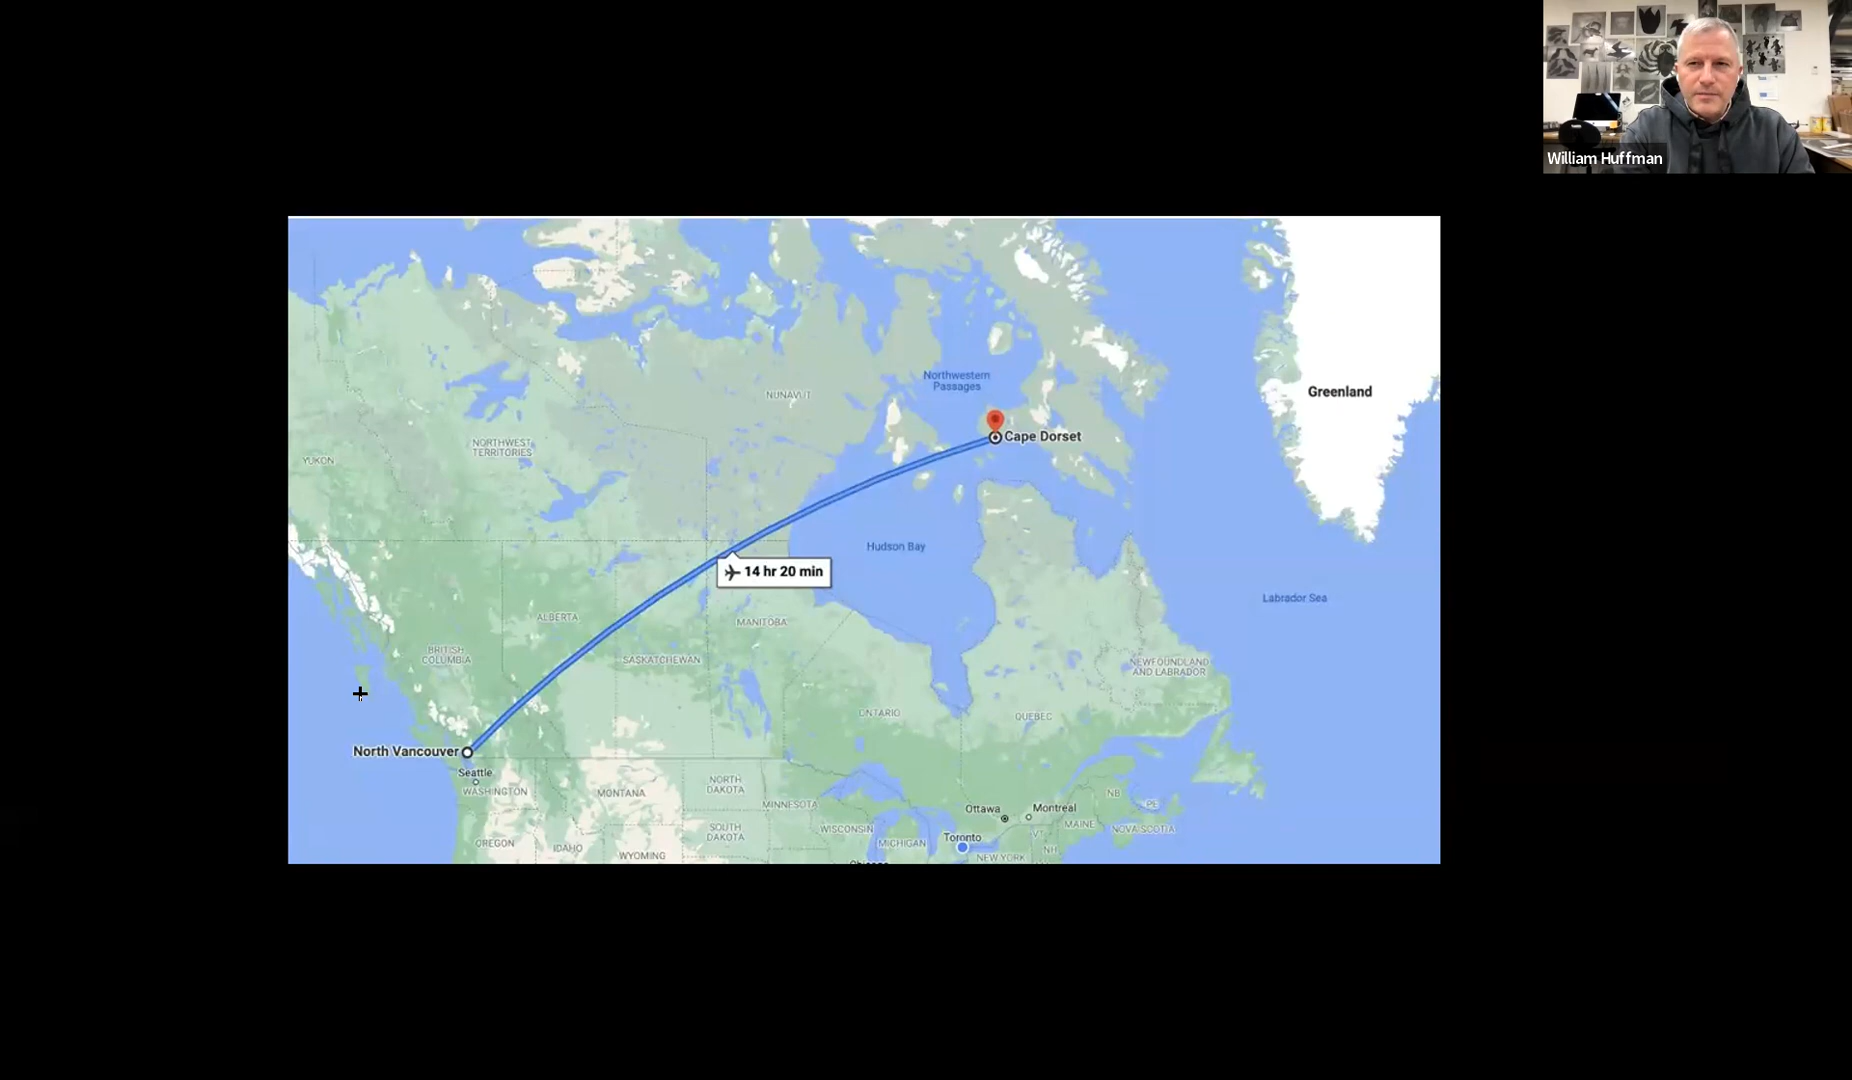 William Huffman
Northwestern
Passages
Greenland
NUNAVUT
Cape Dorset
NORTHWEST
TERRITORIES
YUKON
Hudson Bay
14 hr 20 min
Labrador Sea
ALBERTA
MANITOBA
BRITISH
COLUMBIA
SASKATCHEWAN
NEWFOUNDLAND
AND LABRADOR
ONTARIO
QUEBEC
North Vancouver
Seattle
WASHINGTON
MONTANA
NORTH
DAKOTA
MINNESOTA
Ottawa
Montreal
NB
PE
NOVA SCOTIA
MAINE
VT
NH
SOUTH
DAKOTA
WISCONSIN
MICHIGAN
Toronto
NEW YORK
OREGON
IDAHO
WYOMING
Chicago